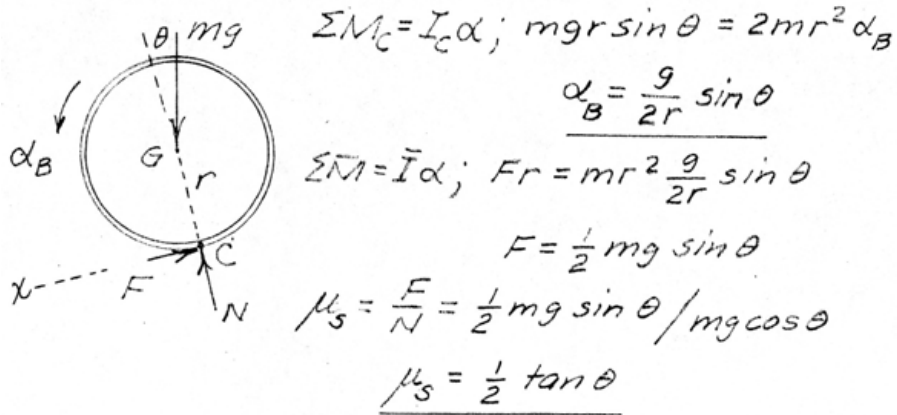 ΣM_C = I_C α; mgr sin θ = 2mr² α_B
α_B = g/2r sin θ
ΣM̄ = Īα; Fr = mr² g/2r sin θ
F = ½ mg sin θ
μ_s = F/N = ½ mg sin θ / mg cos θ
μ_s = ½ tan θ
θ mg
α_B
G
r
C
x F
N